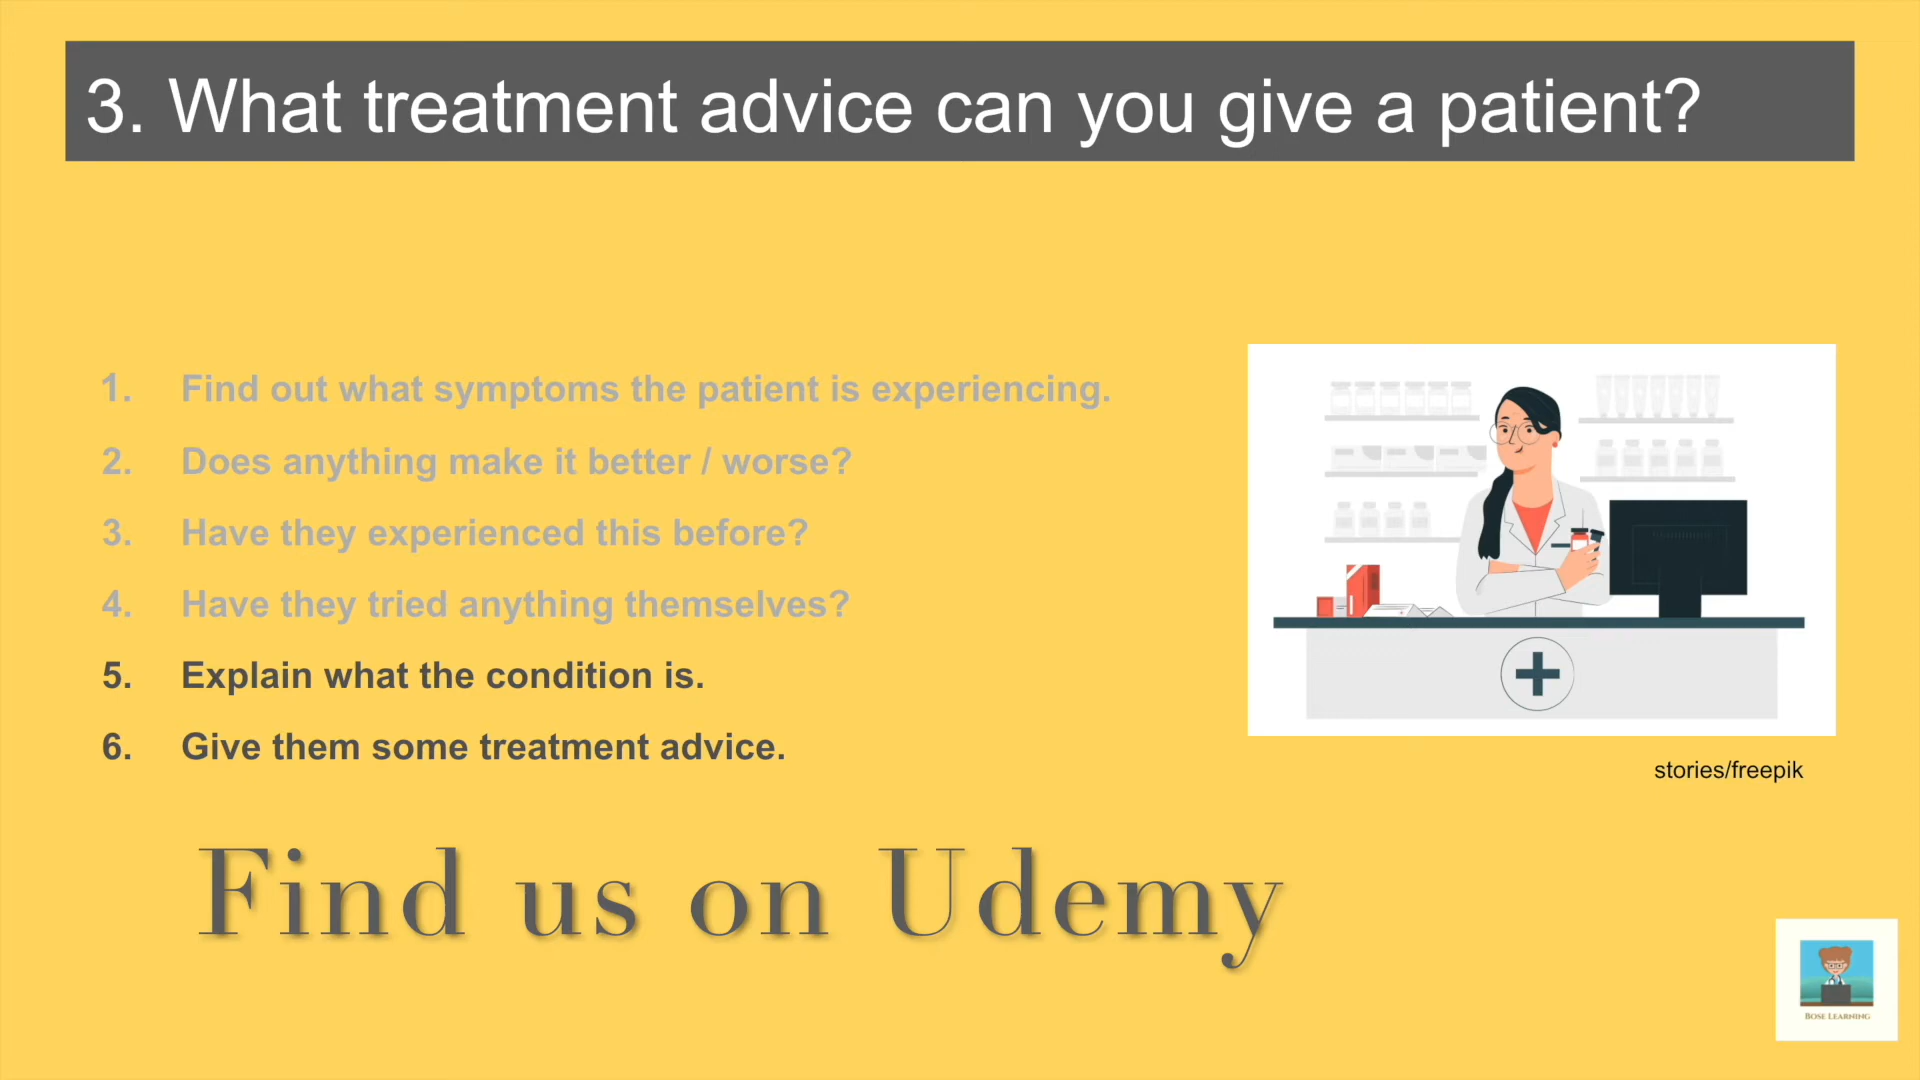 3. What treatment advice can you give a patient?
1. Find out what symptoms the patient is experiencing.
2. Does anything make it better / worse?
3. Have they experienced this before?
4. Have they tried anything themselves?
5. Explain what the condition is.
6. Give them some treatment advice.
stories/freepik
Find us on Udemy
BOSE LEARNING